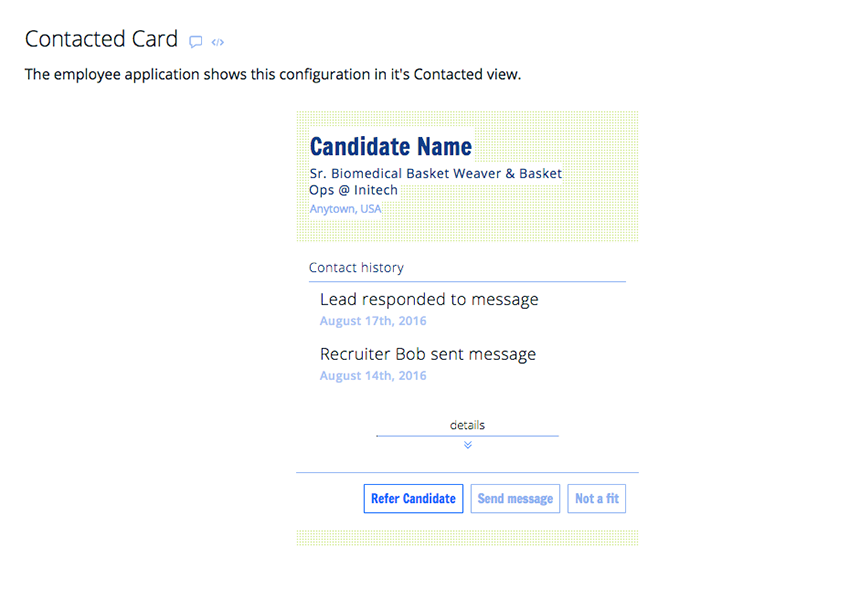 Contacted Card
The employee application shows this configuration in it's Contacted view.
Candidate Name
Sr. Biomedical Basket Weaver & Basket
Ops @ Initech
Anytown, USA
Contact history
Lead responded to message
August 17th, 2016
Recruiter Bob sent message
August 14th, 2016
details
Refer Candidate Send message Not a fit